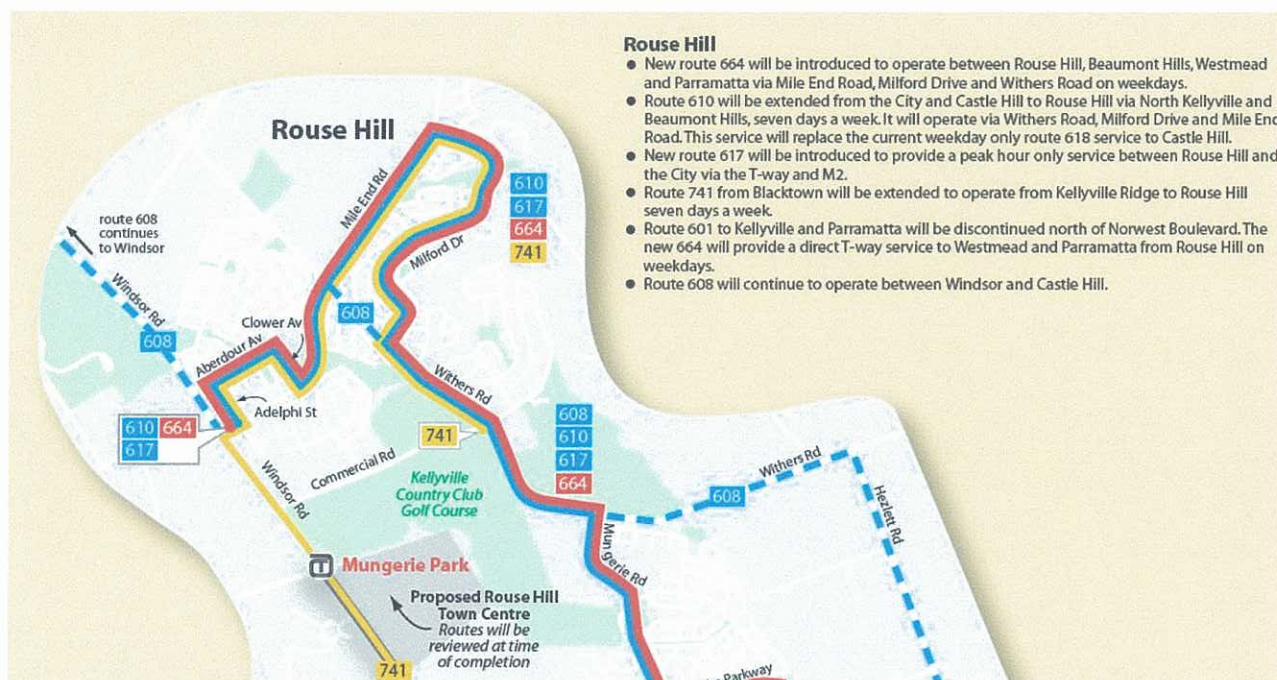 Rouse Hill
● New route 664 will be introduced to operate between Rouse Hill, Beaumont Hills, Westmead
and Parramatta via Mile End Road, Milford Drive and Withers Road on weekdays.
● Route 610 will be extended from the City and Castle Hill to Rouse Hill via North Kellyville and
Beaumont Hills, seven days a week. It will operate via Withers Road, Milford Drive and Mile End
Road. This service will replace the current weekday only route 618 service to Castle Hill.
● New route 617 will be introduced to provide a peak hour only service between Rouse Hill and
the City via the T-way and M2.
● Route 741 from Blacktown will be extended to operate from Kellyville Ridge to Rouse Hill
seven days a week.
● Route 601 to Kellyville and Parramatta will be discontinued north of Norwest Boulevard. The
new 664 will provide a direct T-way service to Westmead and Parramatta from Rouse Hill on
weekdays.
● Route 608 will continue to operate between Windsor and Castle Hill.
Rouse Hill
Mile End Rd
610
617
664
741
route 608
continues
to Windsor
Milford Dr
Windsor Rd
608
Clower Av
608
Aberdour Av
Adelphi St
Withers Rd
610 664
617
741
608
610
617
664
Commercial Rd
Windsor Rd
Kellyville
Country Club
Golf Course
Withers Rd
608
Hezlett Rd
Mungerie Rd
T
Mungerie Park
Proposed Rouse Hill
Town Centre
Routes will be
reviewed at time
of completion
741
Parkway